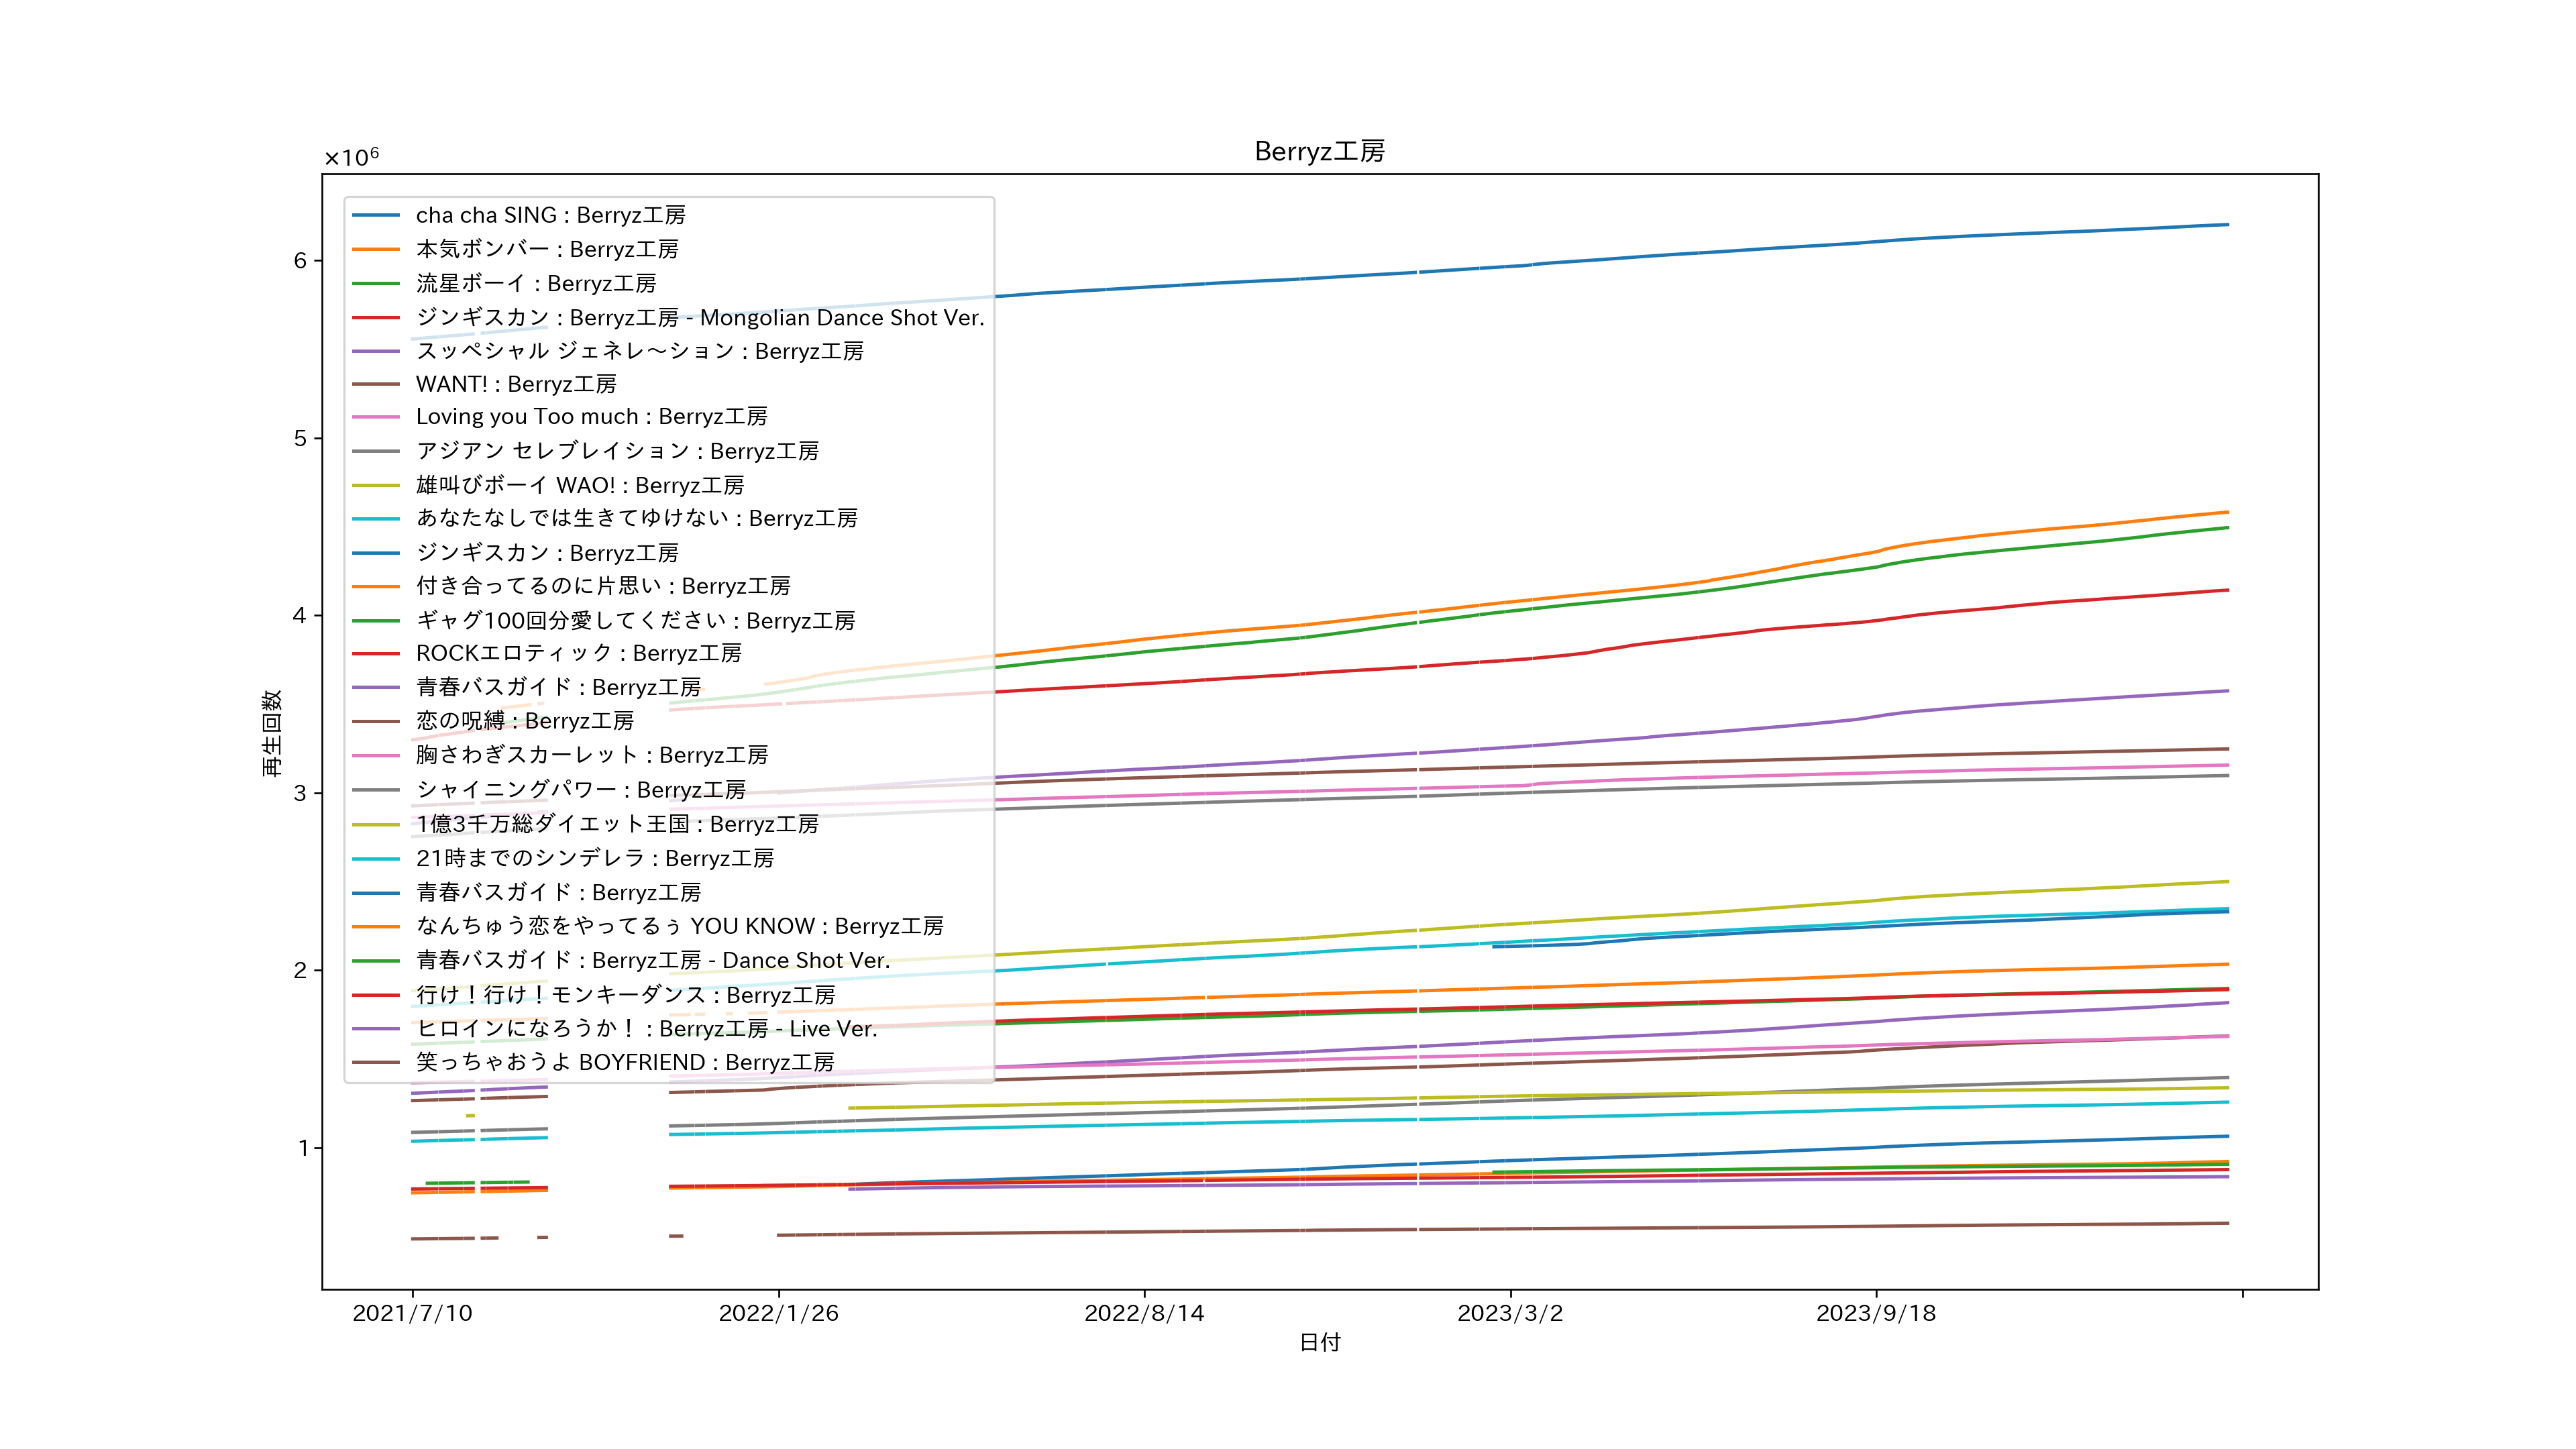 Berryz工房
×10⁶
6
5
4
3
2
1
再生回数
cha cha SING : Berryz工房
本気ボンバー : Berryz工房
流星ボーイ : Berryz工房
ジンギスカン : Berryz工房 - Mongolian Dance Shot Ver.
スッペシャル ジェネレ～ション : Berryz工房
WANT! : Berryz工房
Loving you Too much : Berryz工房
アジアン セレブレイション : Berryz工房
雄叫びボーイ WAO! : Berryz工房
あなたなしでは生きてゆけない : Berryz工房
ジンギスカン : Berryz工房
付き合ってるのに片思い : Berryz工房
ギャグ100回分愛してください : Berryz工房
ROCKエロティック : Berryz工房
青春バスガイド : Berryz工房
恋の呪縛 : Berryz工房
胸さわぎスカーレット : Berryz工房
シャイニングパワー : Berryz工房
1億3千万総ダイエット王国 : Berryz工房
21時までのシンデレラ : Berryz工房
青春バスガイド : Berryz工房
なんちゅう恋をやってるぅ YOU KNOW : Berryz工房
青春バスガイド : Berryz工房 - Dance Shot Ver.
行け！行け！モンキーダンス : Berryz工房
ヒロインになろうか！ : Berryz工房 - Live Ver.
笑っちゃおうよ BOYFRIEND : Berryz工房
2021/7/10
2022/1/26
2022/8/14
2023/3/2
2023/9/18
日付